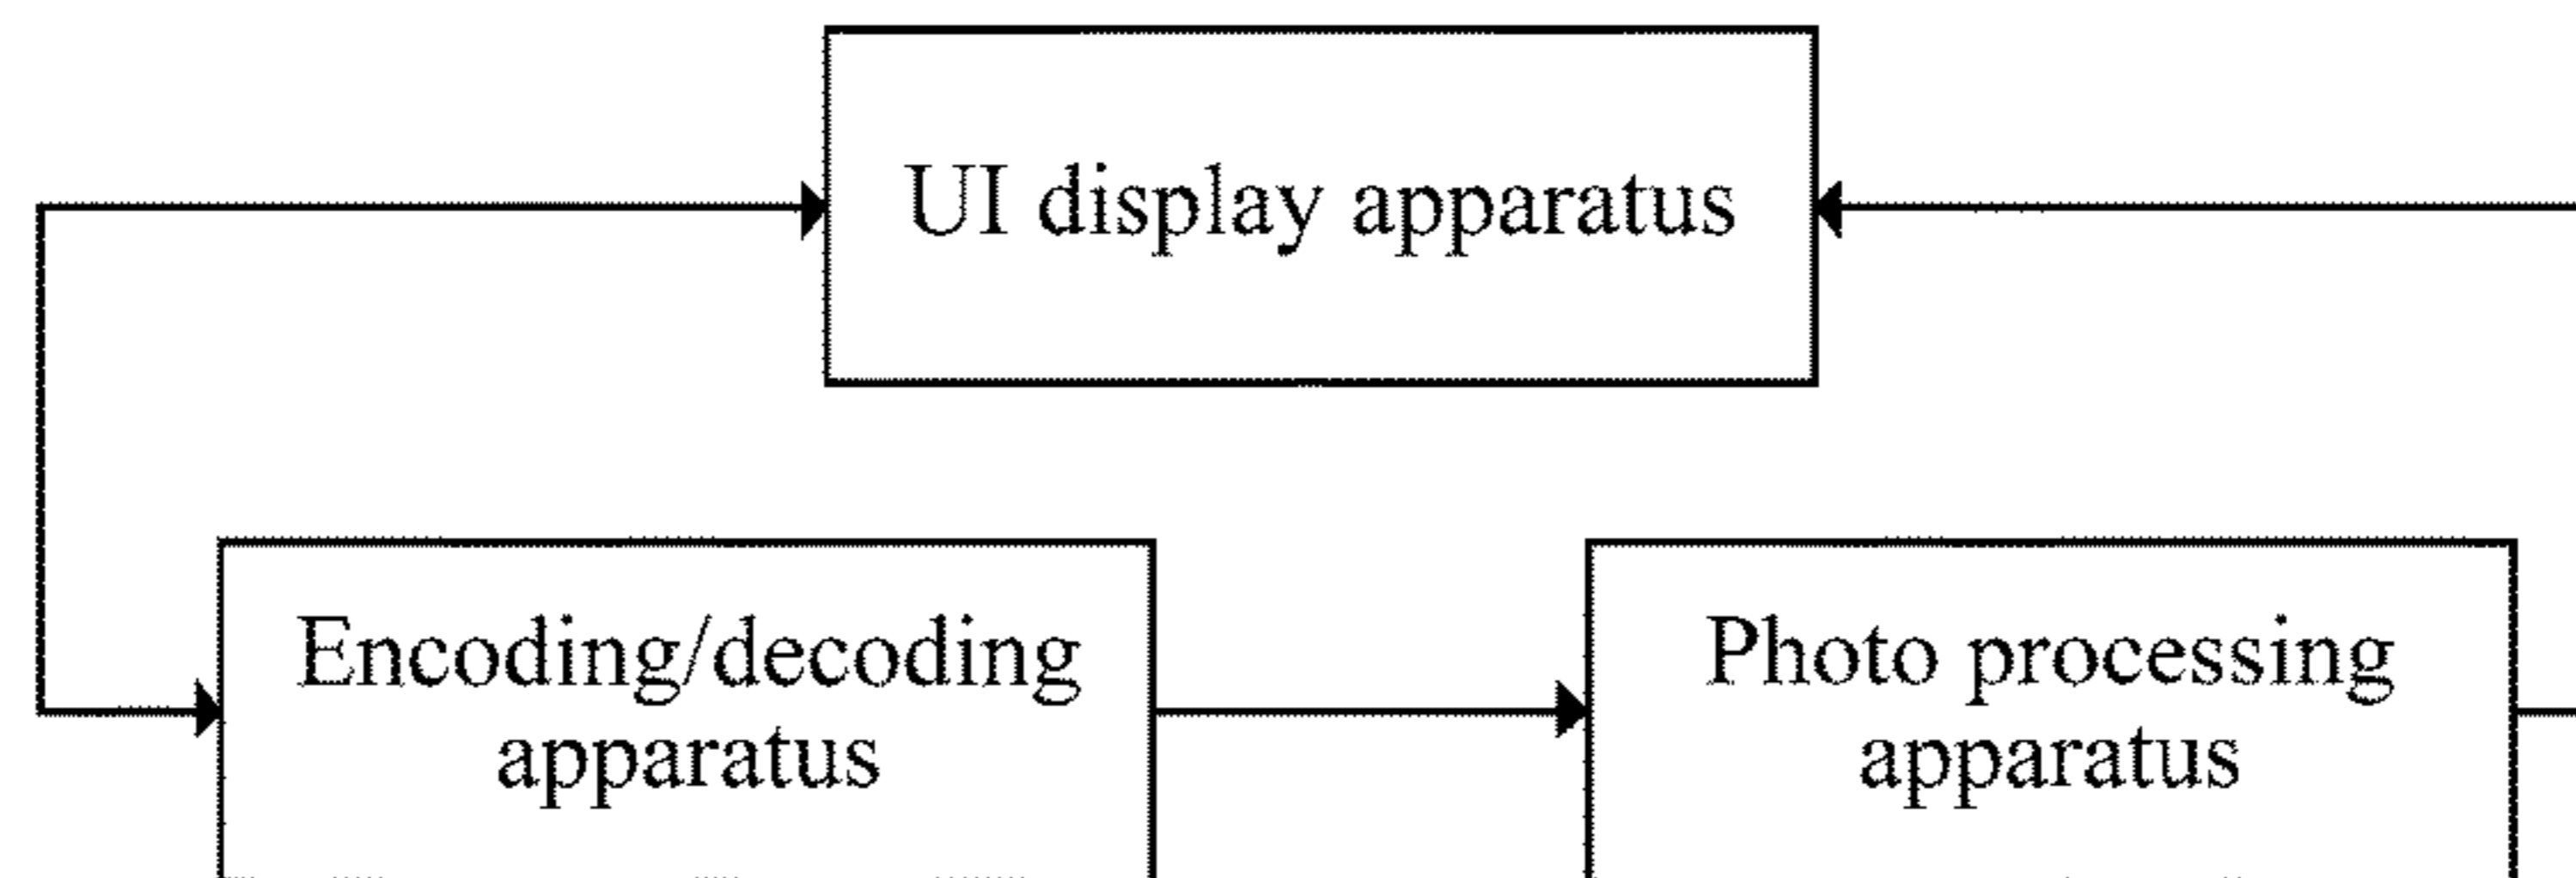 UI display apparatus
Encoding/decoding
apparatus
Photo processing
apparatus